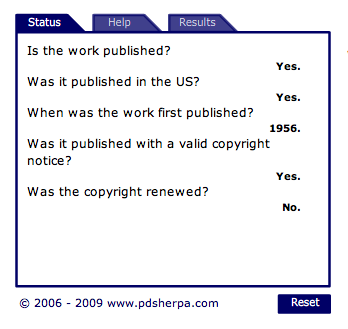 Status Help Results
Is the work published?
Yes.
Was it published in the US?
Yes.
When was the work first published?
1956.
Was it published with a valid copyright
notice?
Yes.
Was the copyright renewed?
No.
© 2006 - 2009 www.pdsherpa.com Reset